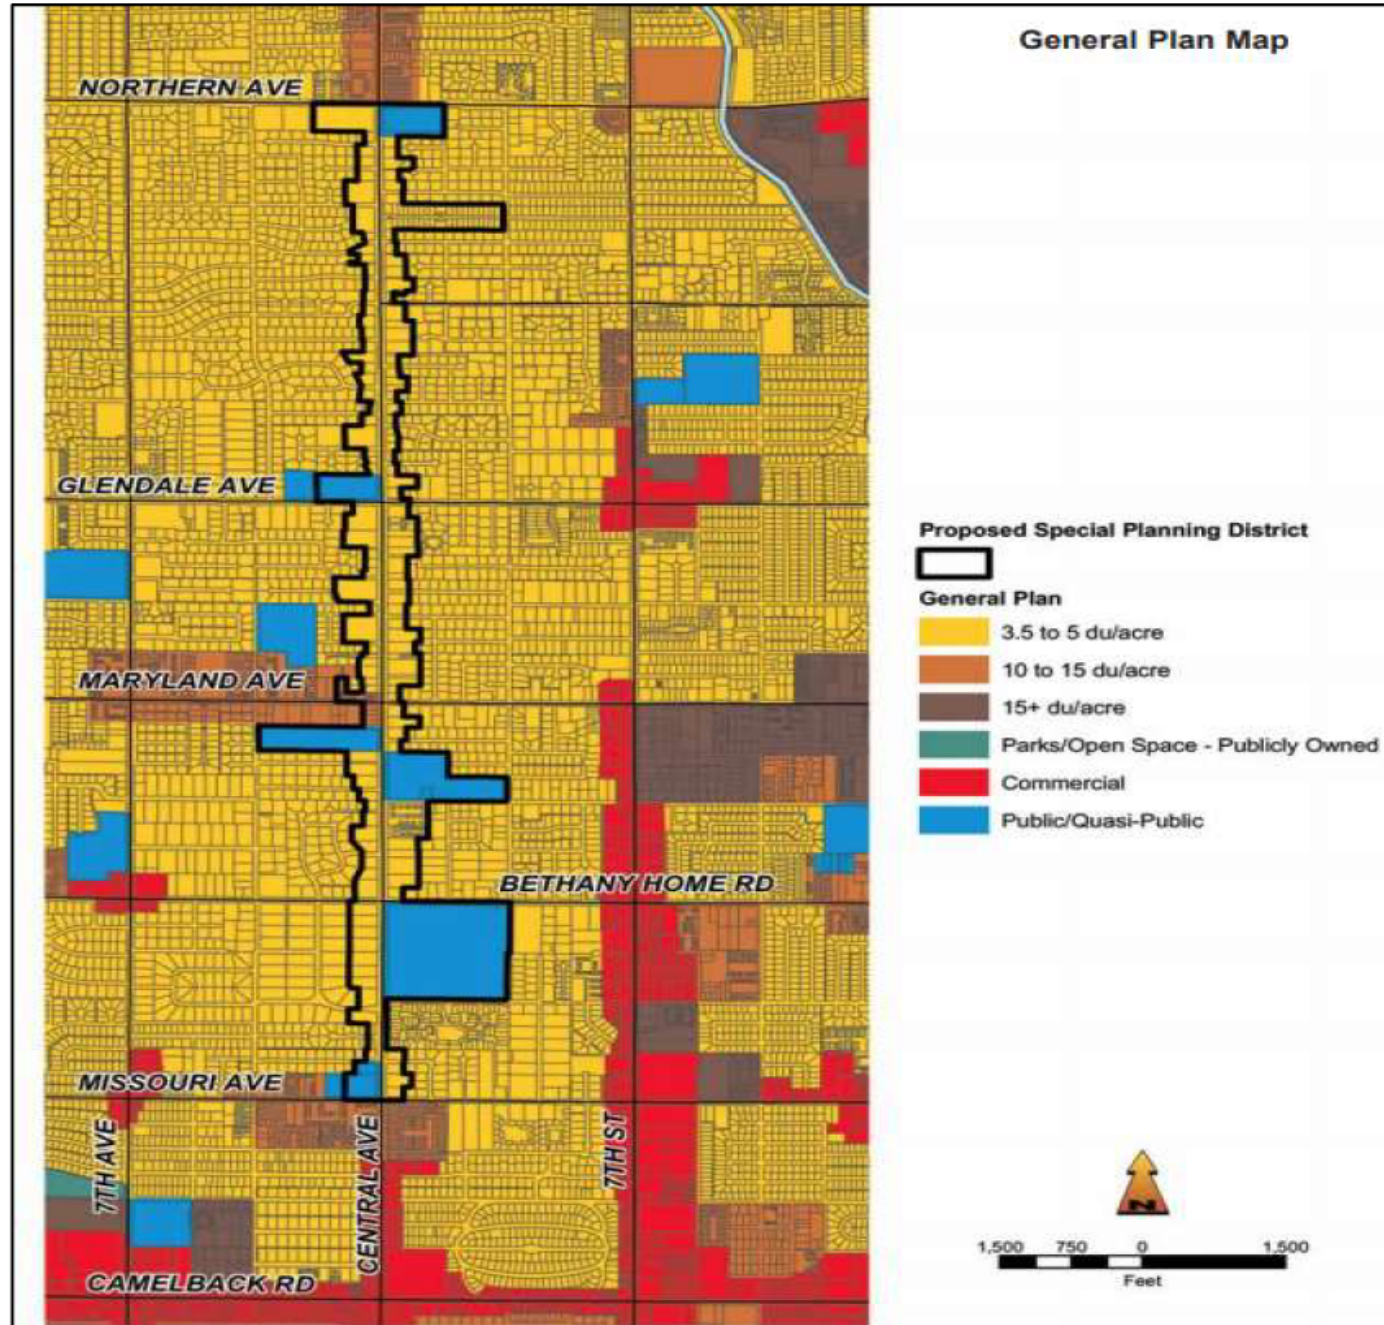 General Plan Map
NORTHERN AVE
GLENDALE AVE
MARYLAND AVE
BETHANY HOME RD
MISSOURI AVE
7TH AVE
CENTRAL AVE
7TH ST
CAMELBACK RD
Proposed Special Planning District
General Plan
3.5 to 5 du/acre
10 to 15 du/acre
15+ du/acre
Parks/Open Space - Publicly Owned
Commercial
Public/Quasi-Public
N
1,500 750 0 1,500
Feet